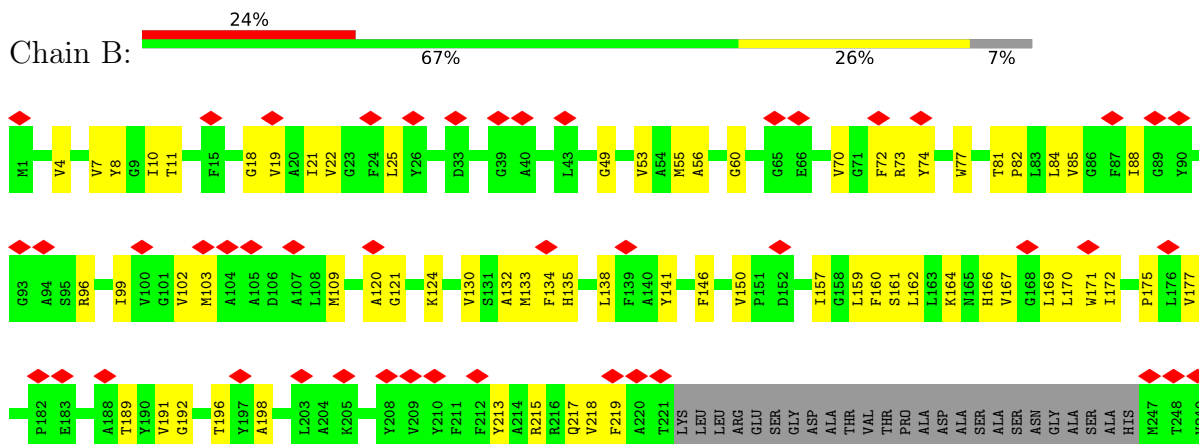 24%
Chain B:
67% 26% 7%
M1 V4 V7 Y8 G9 I10 T11 F15 G18 V19 A20 I21 V22 G23 F24 L25 Y26 D33 G39 A40 L43 G49 V53 A54 M55 A56 G60 G65 E66 V70 G71 F72 R73 Y74 W77 T81 P82 L83 L84 V85 G86 F87 I88 G89 Y90
G93 A94 S95 R96 I99 V100 G101 V102 M103 A104 A105 D106 A107 L108 M109 A120 G121 K124 V130 S131 A132 M133 F134 H135 L138 F139 A140 Y141 F146 V150 P151 D152 I157 G158 L159 F160 S161 L162 L163 K164 N165 H166 V167 G168 L169 L170 W171 I172 P175 L176 V177
P182 E183 A188 T189 Y190 V191 G192 T196 Y197 A198 L203 A204 K205 Y208 V209 Y210 F211 F212 Y213 A214 R215 R216 Q217 V218 F219 A220 T221 LYS LEU LEU ARG GLU SER GLY ASP ALA THR VAL THR PRO ALA ASP ALA SER ALA SER ASN GLY ALA SER ALA HIS M247 T248